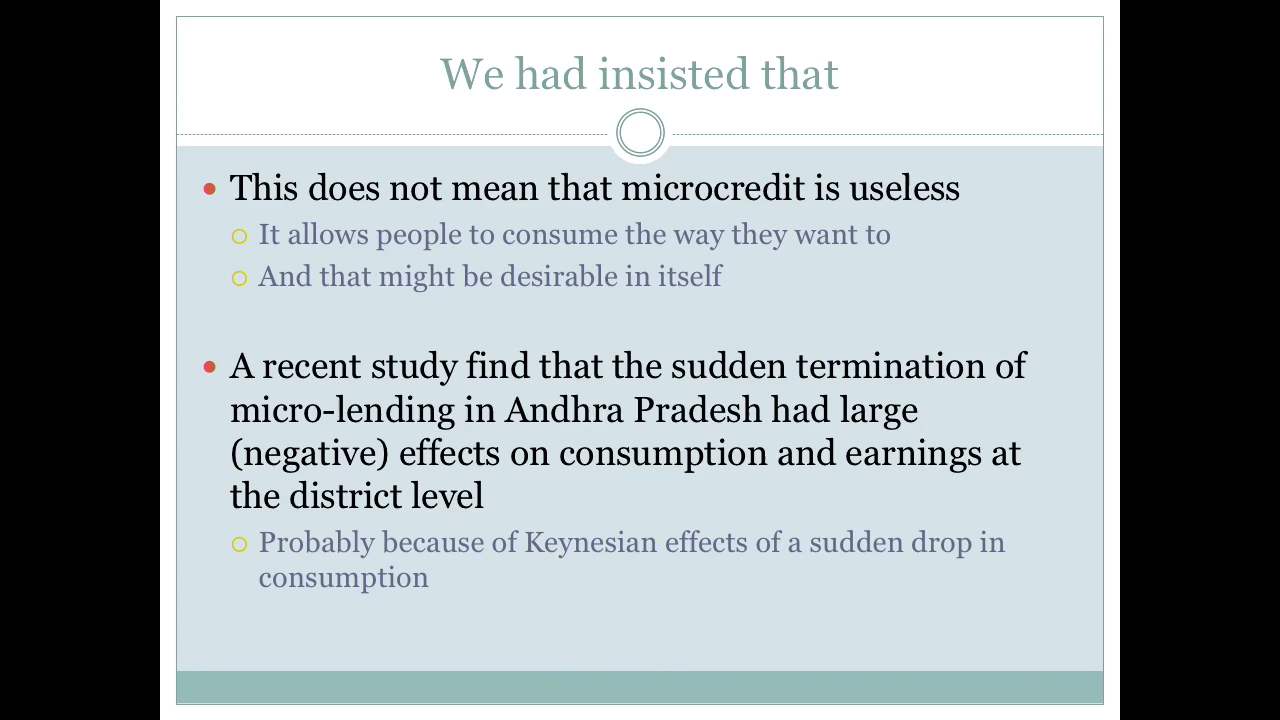 We had insisted that
This does not mean that microcredit is useless
It allows people to consume the way they want to
And that might be desirable in itself
A recent study find that the sudden termination of
micro-lending in Andhra Pradesh had large
(negative) effects on consumption and earnings at
the district level
Probably because of Keynesian effects of a sudden drop in
consumption